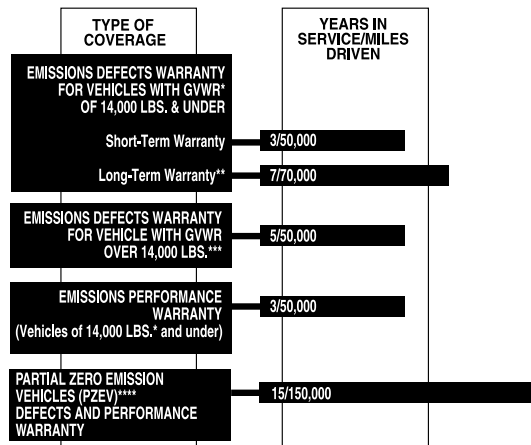 TYPE OF
COVERAGE
YEARS IN
SERVICE/MILES
DRIVEN
EMISSIONS DEFECTS WARRANTY
FOR VEHICLES WITH GVWR*
OF 14,000 LBS. & UNDER
Short-Term Warranty
3/50,000
Long-Term Warranty**
7/70,000
EMISSIONS DEFECTS WARRANTY
FOR VEHICLE WITH GVWR
OVER 14,000 LBS.***
5/50,000
EMISSIONS PERFORMANCE
WARRANTY
(Vehicles of 14,000 LBS.* and under)
3/50,000
PARTIAL ZERO EMISSION
VEHICLES (PZEV)****
DEFECTS AND PERFORMANCE
WARRANTY
15/150,000